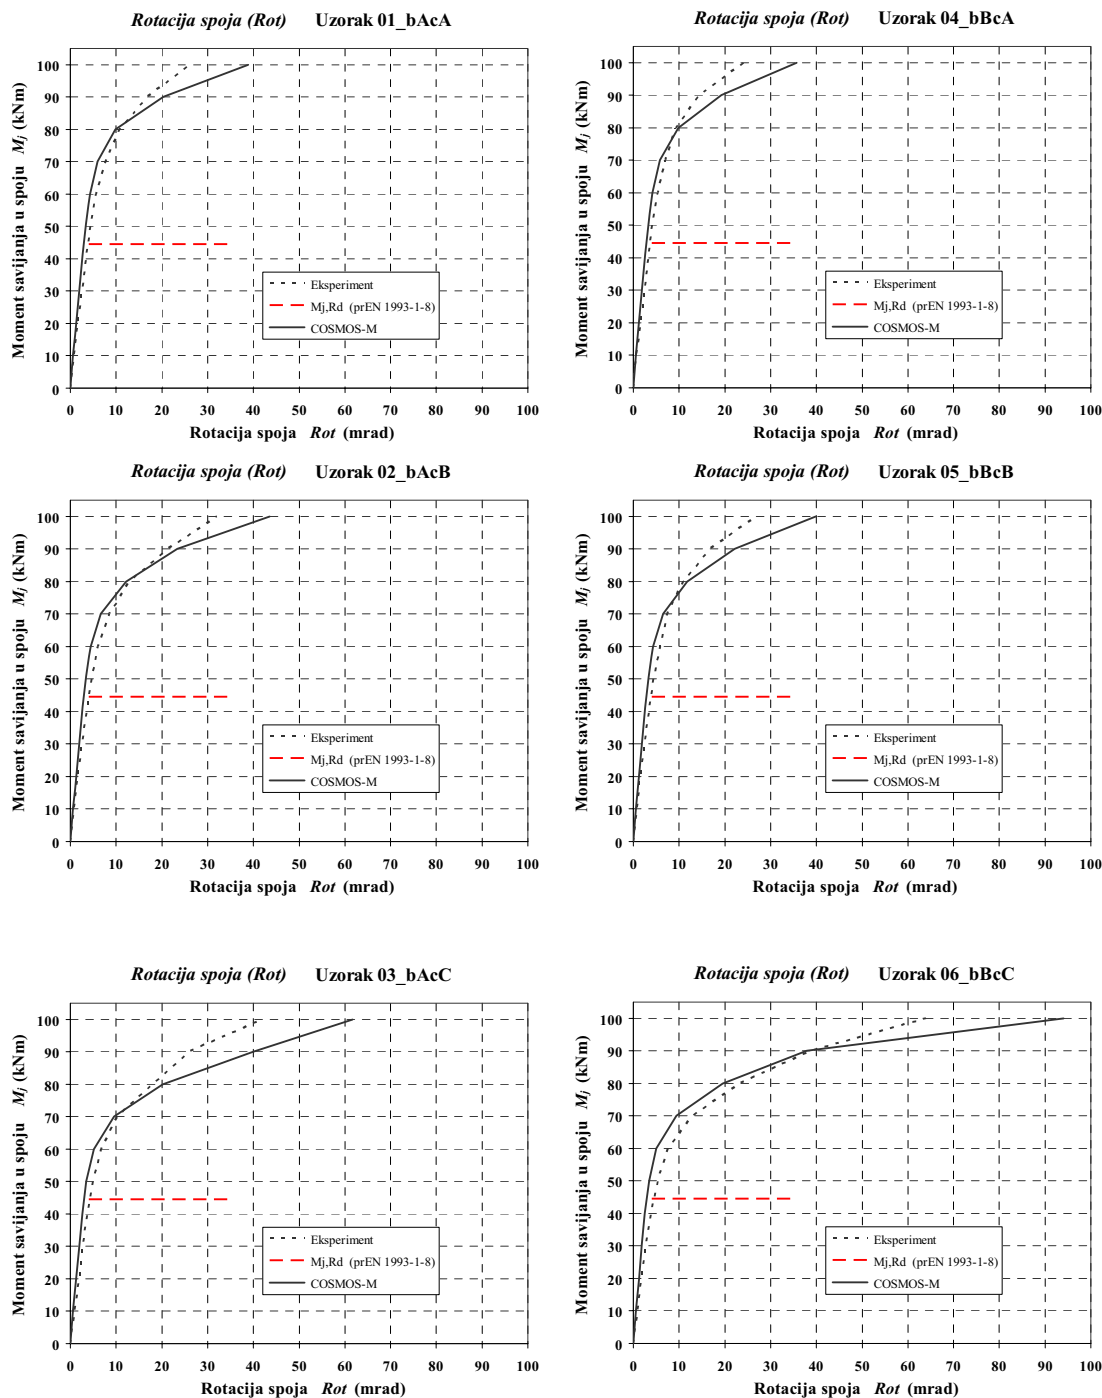 Rotacija spoja (Rot) Uzorak 01_bAcA
Moment savijanja u spoju Mj (kNm)
100
90
80
70
60
50
40
30
20
10
0
Eksperiment
Mj,Rd (prEN 1993-1-8)
COSMOS-M
0 10 20 30 40 50 60 70 80 90 100
Rotacija spoja Rot (mrad)
Rotacija spoja (Rot) Uzorak 04_bBcA
Moment savijanja u spoju Mj (kNm)
100
90
80
70
60
50
40
30
20
10
0
Eksperiment
Mj,Rd (prEN 1993-1-8)
COSMOS-M
0 10 20 30 40 50 60 70 80 90 100
Rotacija spoja Rot (mrad)
Rotacija spoja (Rot) Uzorak 02_bAcB
Moment savijanja u spoju Mj (kNm)
100
90
80
70
60
50
40
30
20
10
0
Eksperiment
Mj,Rd (prEN 1993-1-8)
COSMOS-M
0 10 20 30 40 50 60 70 80 90 100
Rotacija spoja Rot (mrad)
Rotacija spoja (Rot) Uzorak 05_bBcB
Moment savijanja u spoju Mj (kNm)
100
90
80
70
60
50
40
30
20
10
0
Eksperiment
Mj,Rd (prEN 1993-1-8)
COSMOS-M
0 10 20 30 40 50 60 70 80 90 100
Rotacija spoja Rot (mrad)
Rotacija spoja (Rot) Uzorak 03_bAcC
Moment savijanja u spoju Mj (kNm)
100
90
80
70
60
50
40
30
20
10
0
Eksperiment
Mj,Rd (prEN 1993-1-8)
COSMOS-M
0 10 20 30 40 50 60 70 80 90 100
Rotacija spoja Rot (mrad)
Rotacija spoja (Rot) Uzorak 06_bBcC
Moment savijanja u spoju Mj (kNm)
100
90
80
70
60
50
40
30
20
10
0
Eksperiment
Mj,Rd (prEN 1993-1-8)
COSMOS-M
0 10 20 30 40 50 60 70 80 90 100
Rotacija spoja Rot (mrad)